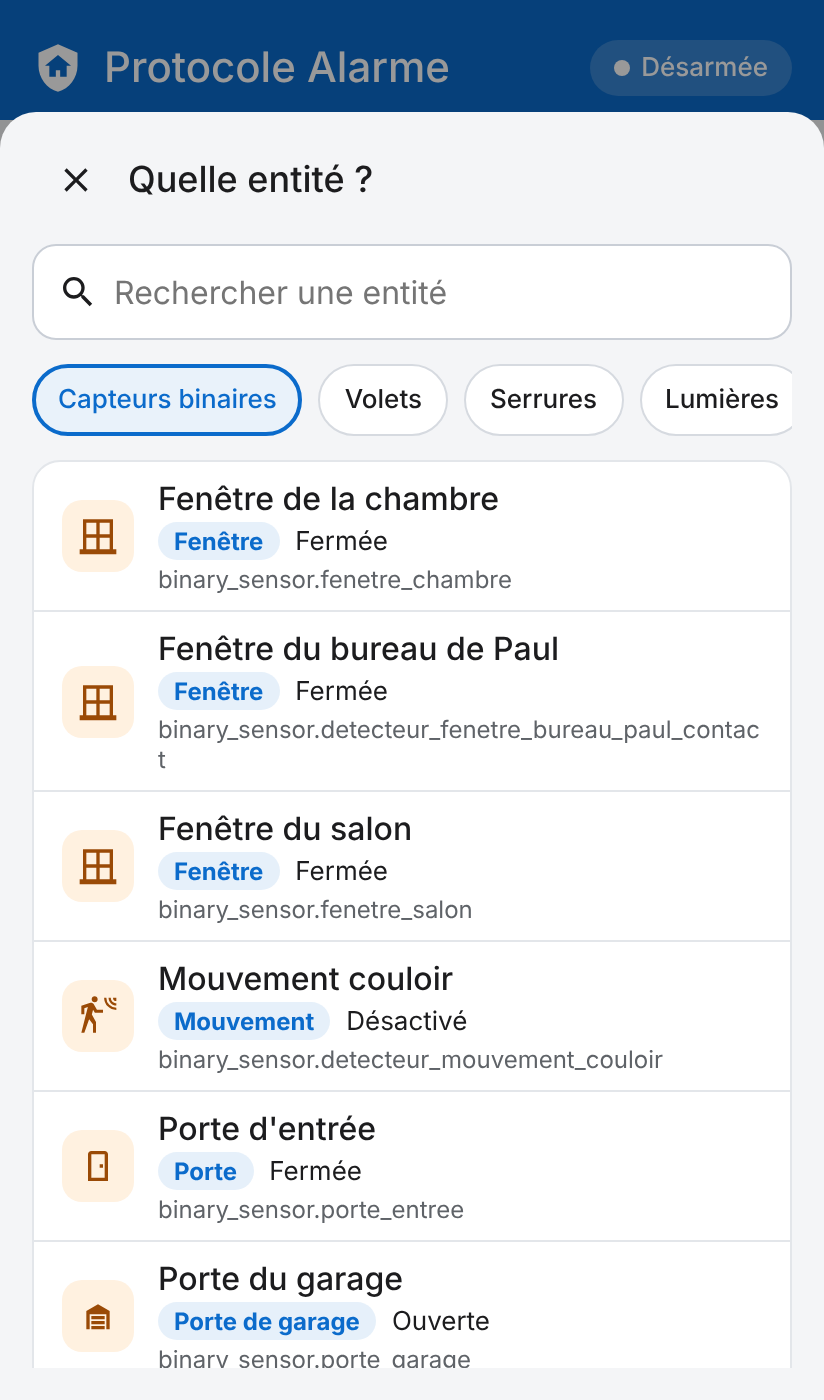 Protocole Alarme
Désarmée
Quelle entité ?
Rechercher une entité
Capteurs binaires
Volets
Serrures
Lumières
Fenêtre de la chambre
Fenêtre Fermée
binary_sensor.fenetre_chambre
Fenêtre du bureau de Paul
Fenêtre Fermée
binary_sensor.detecteur_fenetre_bureau_paul_contac
t
Fenêtre du salon
Fenêtre Fermée
binary_sensor.fenetre_salon
Mouvement couloir
Mouvement Désactivé
binary_sensor.detecteur_mouvement_couloir
Porte d'entrée
Porte Fermée
binary_sensor.porte_entree
Porte du garage
Porte de garage Ouverte
binary_sensor.porte_garage